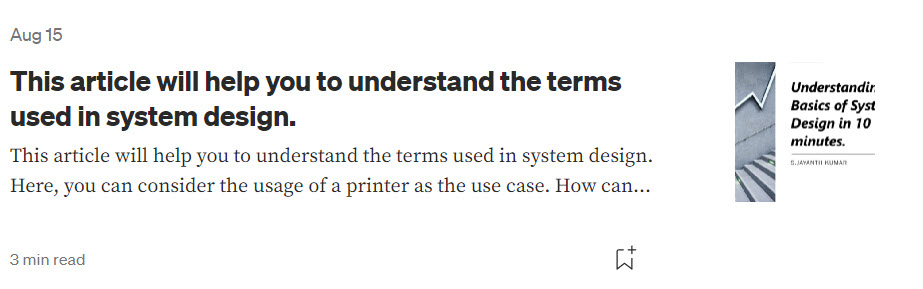 Aug 15
This article will help you to understand the terms
used in system design.
This article will help you to understand the terms used in system design.
Here, you can consider the usage of a printer as the use case. How can...
3 min read
Understandin
Basics of Syst
Design in 10
minutes.
S.JAYANTH KUMAR